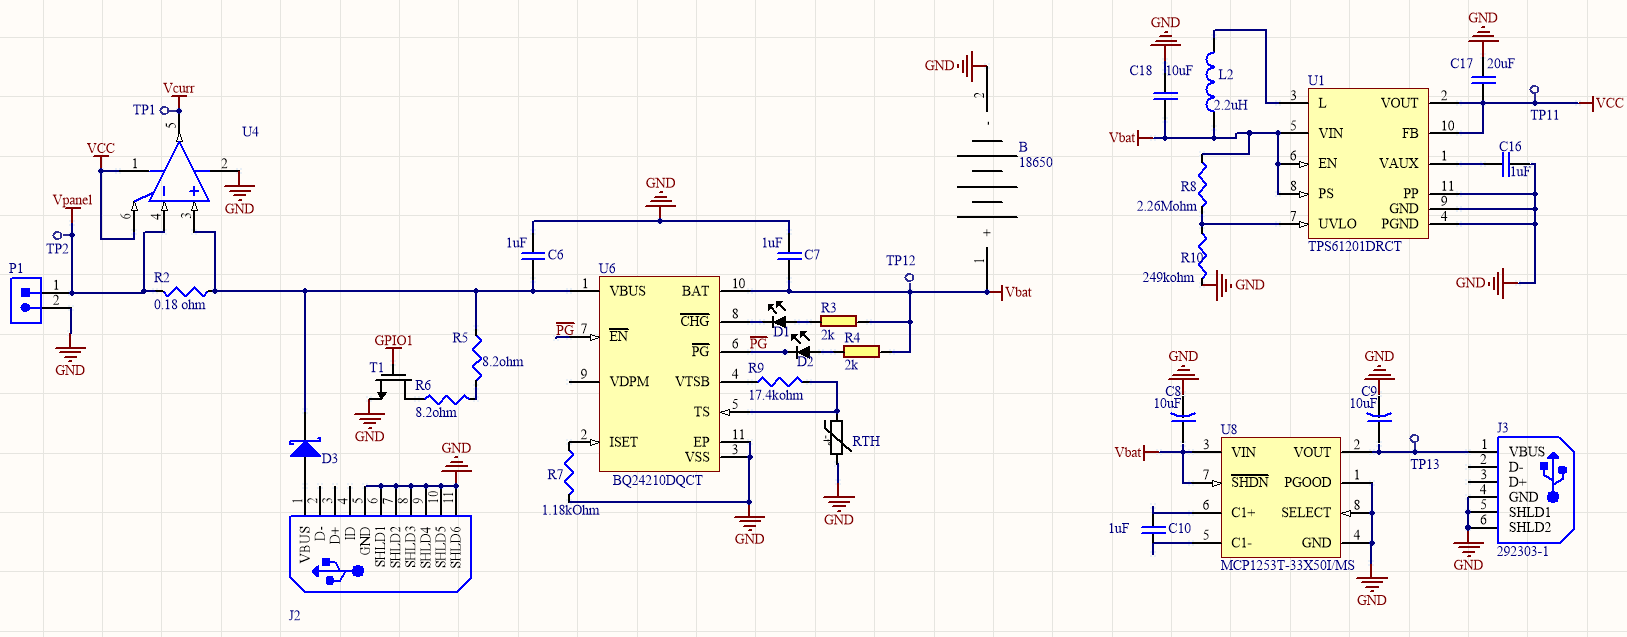 Vcurr
TP1
5
U4
VCC
1
2
GND
Vpanel
6
4
3
TP2
P1
1
2
R2
0.18 ohm
GND
GND
1uF
C6
1uF
C7
U6
1
VBUS
BAT
10
PG
7
EN
CHG
8
D1
R3
2k
PG
6
PG
D2
R4
2k
9
VDPM
VTSB
4
R9
17.4kohm
TS
5
RTH
2
ISET
EP
11
VSS
3
R7
1.18kOhm
BQ24210DQCT
GND
GND
GPIO1
T1
R6
8.2ohm
R5
8.2ohm
GND
D3
GND
1
2
3
4
5
6
7
8
9
10
11
VBUS
D-
D+
ID
GND
SHLD1
SHLD2
SHLD3
SHLD4
SHLD5
SHLD6
J2
GND
2
-
B
18650
+
1
TP12
Vbat
GND
C18
10uF
L2
2.2uH
Vbat
R8
2.26Mohm
R10
249kohm
GND
U1
3
L
VOUT
2
5
VIN
FB
10
6
EN
VAUX
1
8
PS
PP
11
GND
9
7
UVLO
PGND
4
TPS61201DRCT
GND
C17
20uF
TP11
VCC
C16
1uF
GND
GND
C8
10uF
GND
C9
10uF
Vbat
U8
3
VIN
VOUT
2
7
SHDN
PGOOD
1
6
C1+
SELECT
8
5
C1-
GND
4
1uF
C10
MCP1253T-33X50I/MS
GND
TP13
J3
1
VBUS
2
D-
3
D+
4
GND
5
SHLD1
6
SHLD2
292303-1
GND